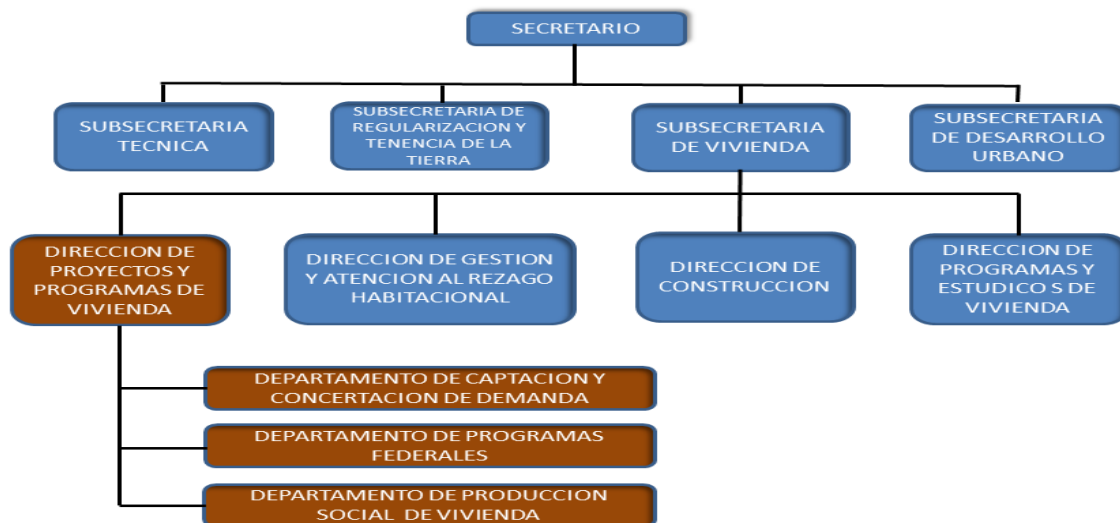 SECRETARIO
SUBSECRETARIA
TECNICA
SUBSECRETARIA DE
REGULARIZACION Y
TENENCIA DE LA
TIERRA
SUBSECRETARIA
DE VIVIENDA
SUBSECRETARIA
DE DESARROLLO
URBANO
DIRECCION DE
PROYECTOS Y
PROGRAMAS DE
VIVIENDA
DIRECCION DE GESTION
Y ATENCION AL REZAGO
HABITACIONAL
DIRECCION DE
CONSTRUCCION
DIRECCION DE
PROGRAMAS Y
ESTUDICO S DE
VIVIENDA
DEPARTAMENTO DE CAPTACION Y
CONCERTACION DE DEMANDA
DEPARTAMENTO DE PROGRAMAS
FEDERALES
DEPARTAMENTO DE PRODUCCION
SOCIAL DE VIVIENDA